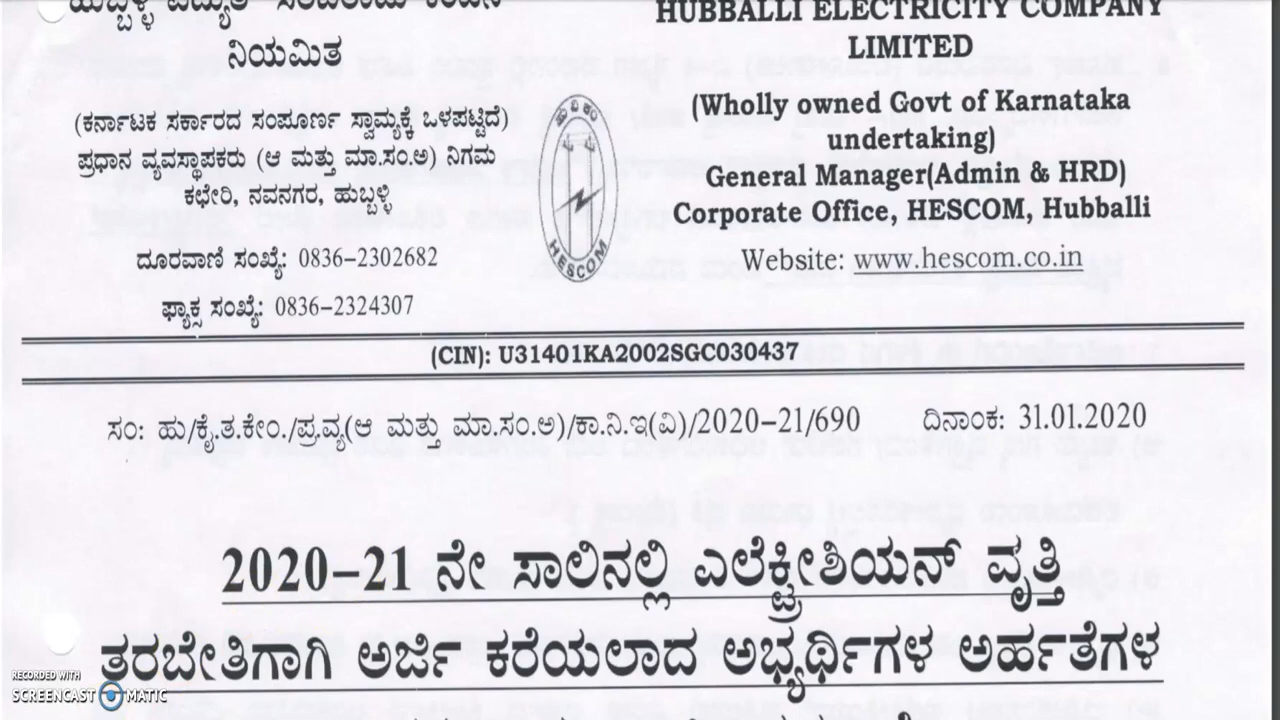 ಹುಬ್ಬಳ್ಳಿ ವಿದ್ಯುತ್ ಸರಬರಾಜು ಕಂಪನಿ
ನಿಯಮಿತ
(ಕರ್ನಾಟಕ ಸರ್ಕಾರದ ಸಂಪೂರ್ಣ ಸ್ವಾಮ್ಯಕ್ಕೆ ಒಳಪಟ್ಟಿದೆ)
ಪ್ರಧಾನ ವ್ಯವಸ್ಥಾಪಕರು (ಆ ಮತ್ತು ಮಾ.ಸಂ.ಅ) ನಿಗಮ
ಕಛೇರಿ, ನವನಗರ, ಹುಬ್ಬಳ್ಳಿ
ದೂರವಾಣಿ ಸಂಖ್ಯೆ: 0836-2302682
ಫ್ಯಾಕ್ಸ ಸಂಖ್ಯೆ: 0836-2324307
ಹು ವಿ ಕಂ
HESCOM
HUBBALLI ELECTRICITY COMPANY
LIMITED
(Wholly owned Govt of Karnataka
undertaking)
General Manager(Admin & HRD)
Corporate Office, HESCOM, Hubballi
Website: www.hescom.co.in
(CIN): U31401KA2002SGC030437
ಸಂ: ಹು/ಕೈ.ತ.ಕೇಂ./ಪ್ರ.ವ್ಯ(ಆ ಮತ್ತು ಮಾ.ಸಂ.ಅ)/ಕಾ.ನಿ.ಇ(ವಿ)/2020-21/690 ದಿನಾಂಕ: 31.01.2020
2020-21 ನೇ ಸಾಲಿನಲ್ಲಿ ಎಲೆಕ್ಟ್ರೀಶಿಯನ್ ವೃತ್ತಿ
ತರಬೇತಿಗಾಗಿ ಅರ್ಜಿ ಕರೆಯಲಾದ ಅಭ್ಯರ್ಥಿಗಳ ಅರ್ಹತೆಗಳ
RECORDED WITH
SCREENCAST MATIC